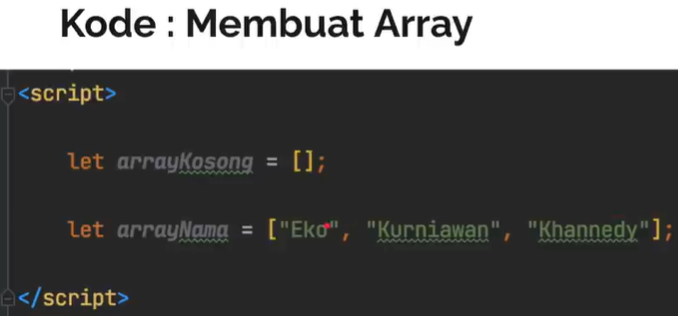 Kode : Membuat Array
<script>
let arrayKosong = [];
let arrayNama = ["Eko", "Kurniawan", "Khannedy"];
</script>